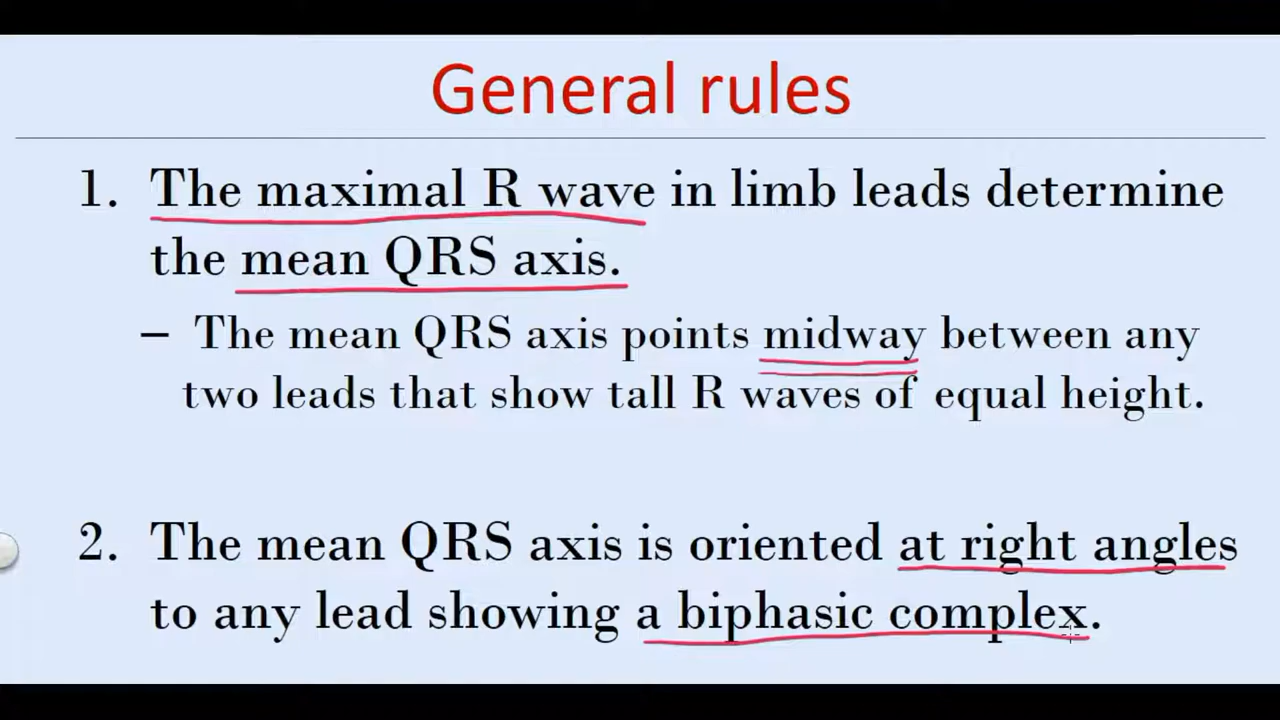 General rules
1. The maximal R wave in limb leads determine
the mean QRS axis.
– The mean QRS axis points midway between any
two leads that show tall R waves of equal height.
2. The mean QRS axis is oriented at right angles
to any lead showing a biphasic complex.